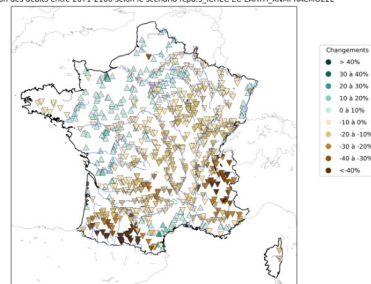 des débits entre 2071-2100 selon le scénario rcp8.5_ICHEC-EC-EARTH_KNMI-RACMO22E
Changements
> 40%
30 à 40%
20 à 30%
10 à 20%
0 à 10%
-10 à 0%
-20 à -10%
-30 à -20%
-40 à -30%
<-40%